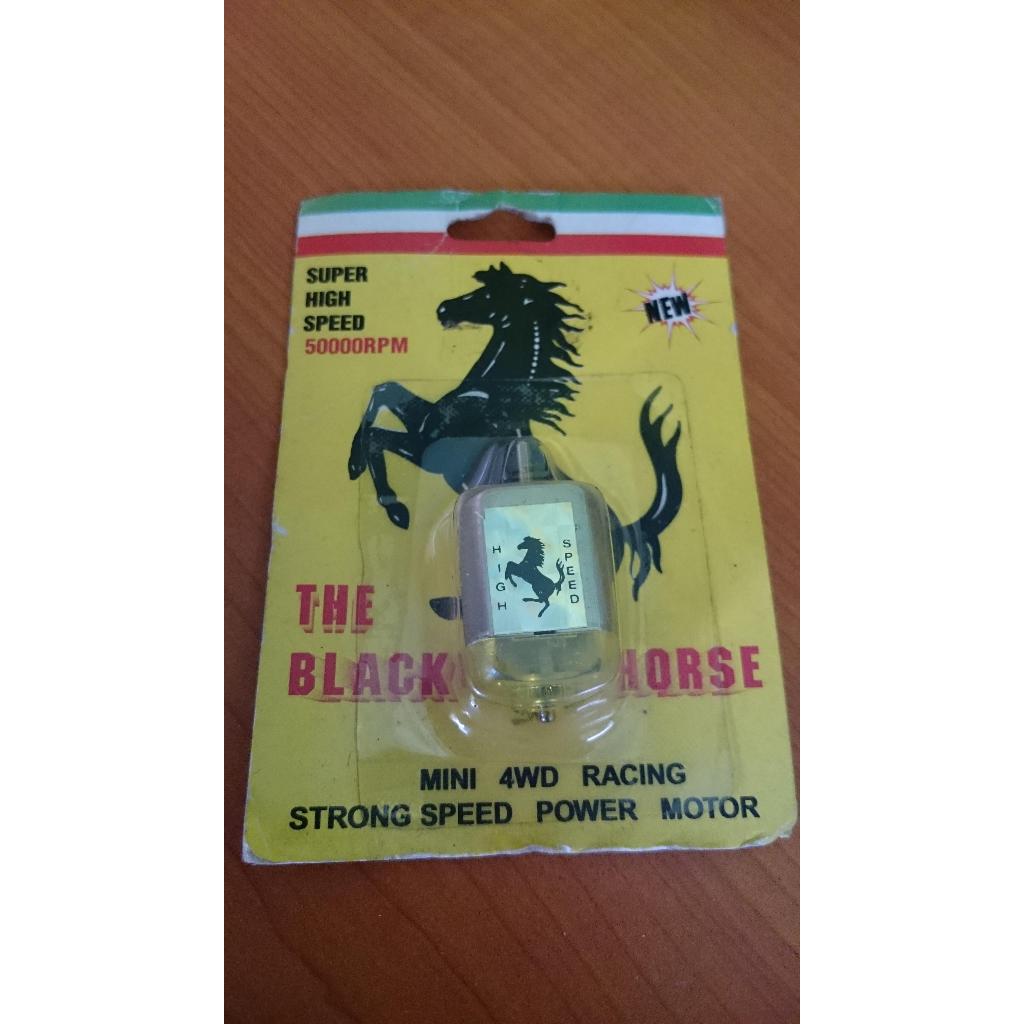 SUPER
HIGH
SPEED
50000RPM
NEW
HIGH
SPEED
THE
BLACK HORSE
MINI 4WD RACING
STRONG SPEED POWER MOTOR